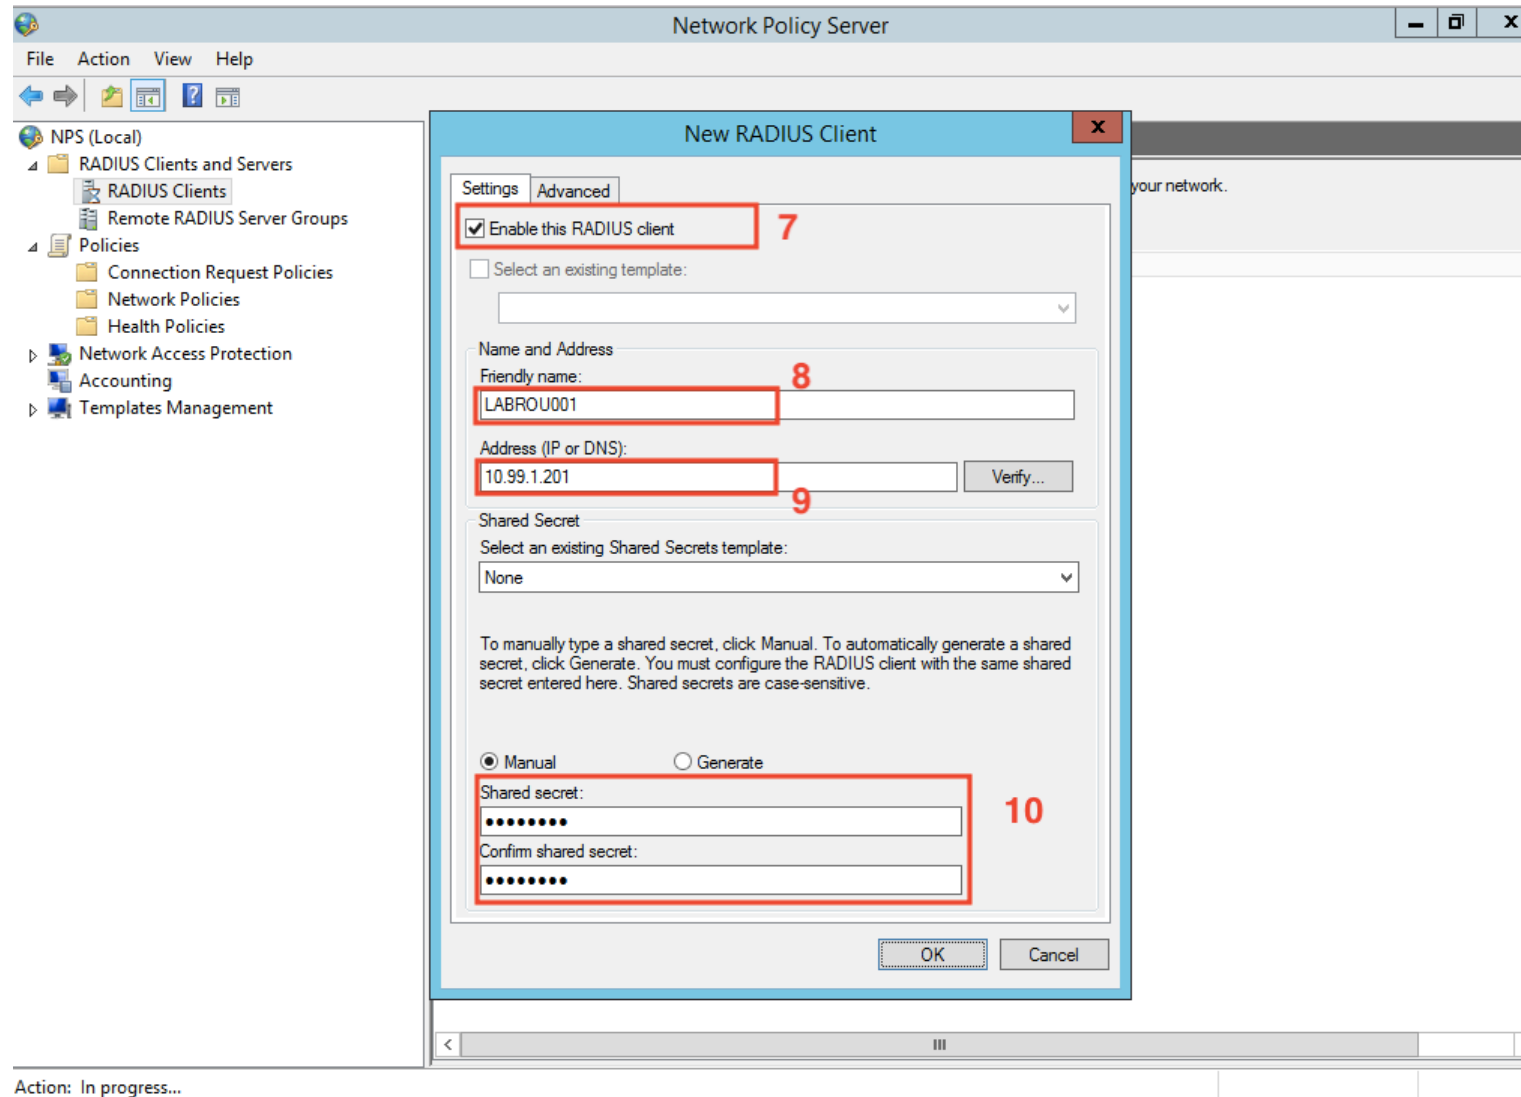 Network Policy Server
File Action View Help
NPS (Local)
RADIUS Clients and Servers
RADIUS Clients
Remote RADIUS Server Groups
Policies
Connection Request Policies
Network Policies
Health Policies
Network Access Protection
Accounting
Templates Management
your network.
New RADIUS Client
Settings Advanced
Enable this RADIUS client 7
Select an existing template:
Name and Address
Friendly name: 8
LABROU001
Address (IP or DNS):
10.99.1.201 Verify...
9
Shared Secret
Select an existing Shared Secrets template:
None
To manually type a shared secret, click Manual. To automatically generate a shared
secret, click Generate. You must configure the RADIUS client with the same shared
secret entered here. Shared secrets are case-sensitive.
Manual Generate
Shared secret:
●●●●●●●● 10
Confirm shared secret:
●●●●●●●●
OK Cancel
Action: In progress...